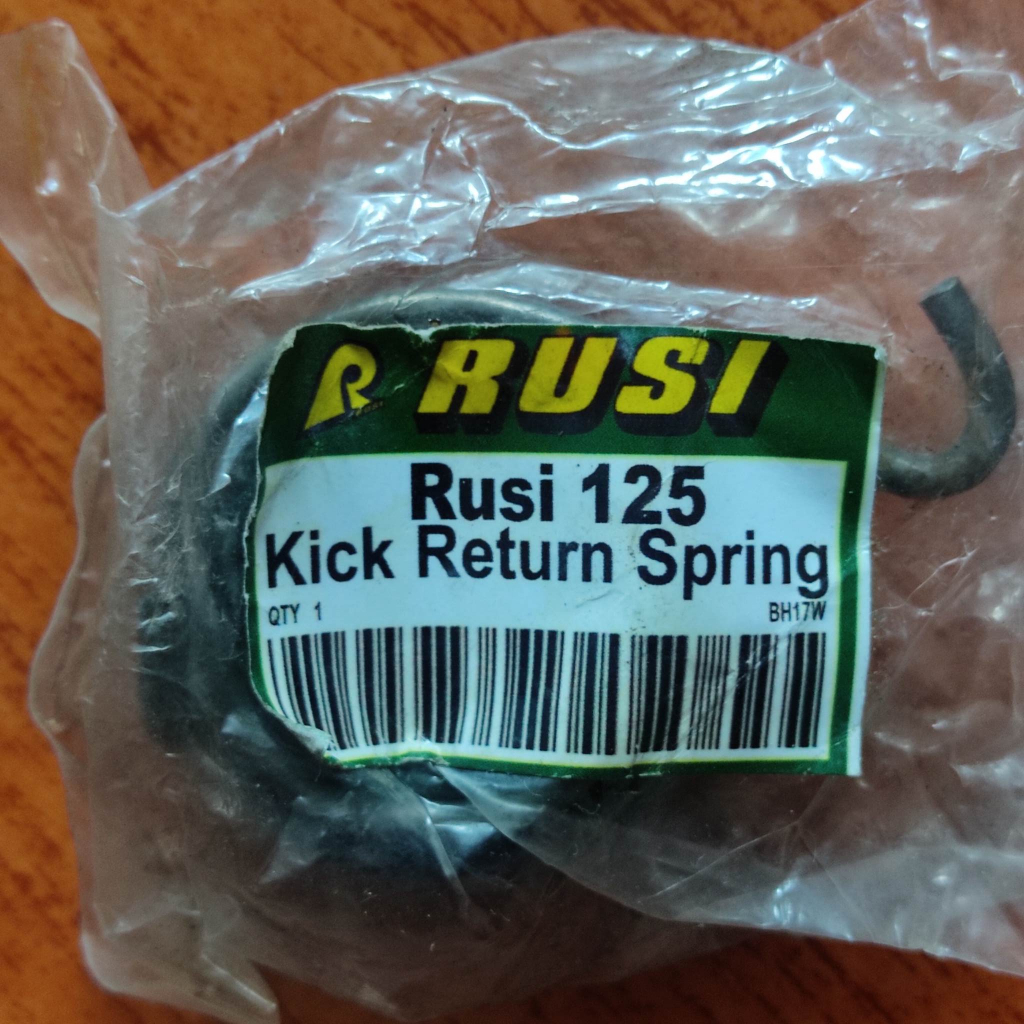 R RUSI
Rusi 125
Kick Return Spring
QTY 1 BH17W